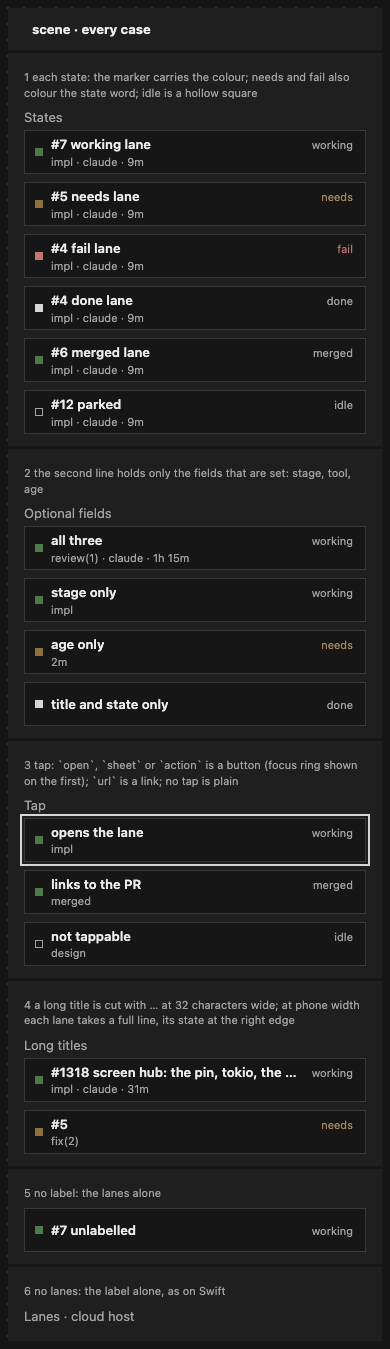 scene · every case
1 each state: the marker carries the colour; needs and fail also
colour the state word; idle is a hollow square
States
#7 working lane working
impl · claude · 9m
#5 needs lane needs
impl · claude · 9m
#4 fail lane fail
impl · claude · 9m
#4 done lane done
impl · claude · 9m
#6 merged lane merged
impl · claude · 9m
#12 parked idle
impl · claude · 9m
2 the second line holds only the fields that are set: stage, tool,
age
Optional fields
all three working
review(1) · claude · 1h 15m
stage only working
impl
age only needs
2m
title and state only done
3 tap: `open`, `sheet` or `action` is a button (focus ring shown
on the first); `url` is a link; no tap is plain
Tap
opens the lane working
impl
links to the PR merged
merged
not tappable idle
design
4 a long title is cut with … at 32 characters wide; at phone width
each lane takes a full line, its state at the right edge
Long titles
#1318 screen hub: the pin, tokio, the … working
impl · claude · 31m
#5 needs
fix(2)
5 no label: the lanes alone
#7 unlabelled working
6 no lanes: the label alone, as on Swift
Lanes · cloud host